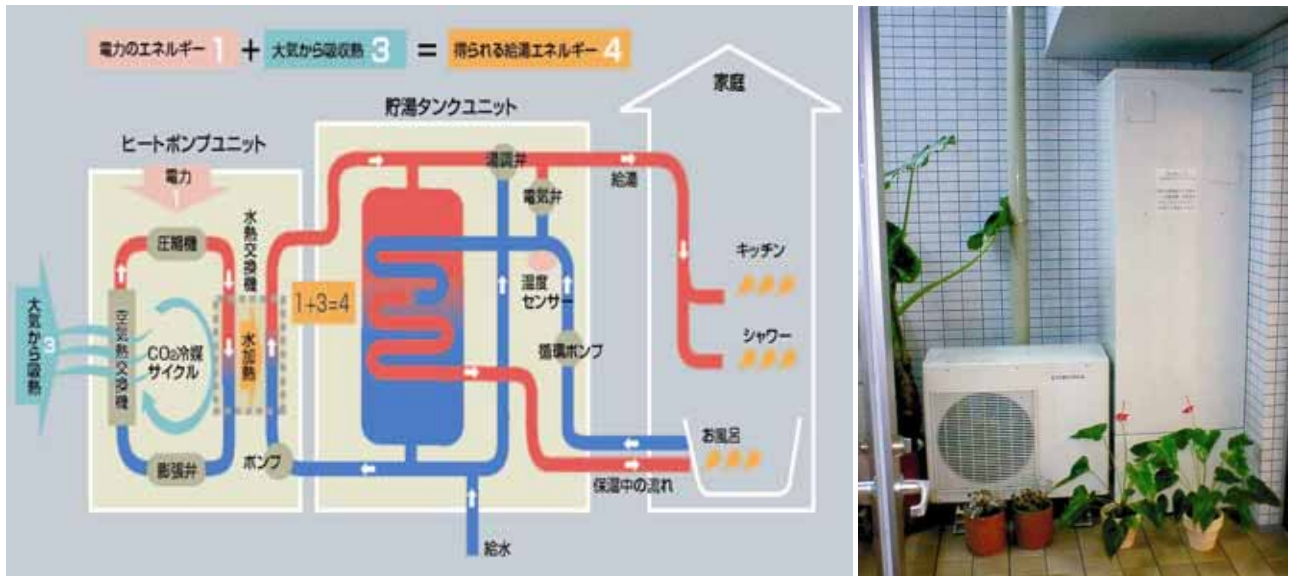 電力のエネルギー 1 + 大気から吸収熱 3 = 得られる給湯エネルギー 4
家庭
貯湯タンクユニット
ヒートポンプユニット
電力
1
湯調弁
給湯
電気弁
水熱交換機
圧縮機
キッチン
大気から吸熱 3
1+3=4
温度
センサー
空気熱交換機
CO2冷媒
サイクル
水加熱
シャワー
循環ポンプ
お風呂
ポンプ
膨張弁
保温中の流れ
給水